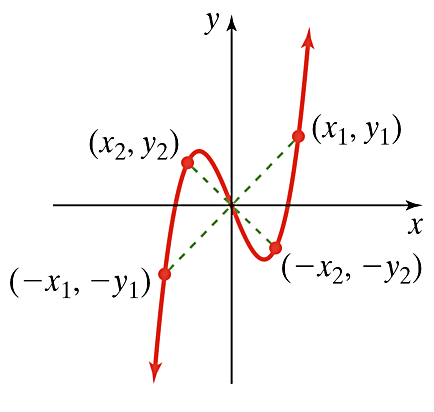 y
(x₂, y₂)
(x₁, y₁)
x
(−x₁, −y₁)
(−x₂, −y₂)